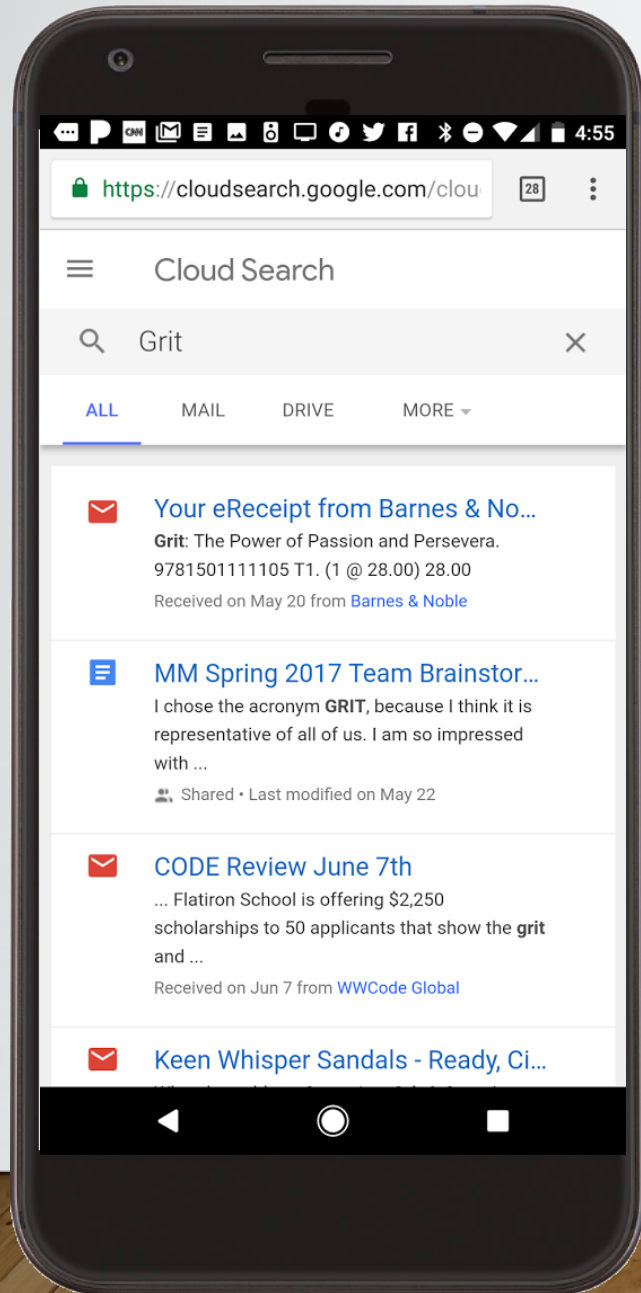 4:55
https://cloudsearch.google.com/clou
28
Cloud Search
Grit
ALL MAIL DRIVE MORE
Your eReceipt from Barnes & No...
Grit: The Power of Passion and Persevera.
9781501111105 T1. (1 @ 28.00) 28.00
Received on May 20 from Barnes & Noble
MM Spring 2017 Team Brainstor...
I chose the acronym GRIT, because I think it is
representative of all of us. I am so impressed
with ...
Shared • Last modified on May 22
CODE Review June 7th
... Flatiron School is offering $2,250
scholarships to 50 applicants that show the grit
and ...
Received on Jun 7 from WWCode Global
Keen Whisper Sandals - Ready, Ci...